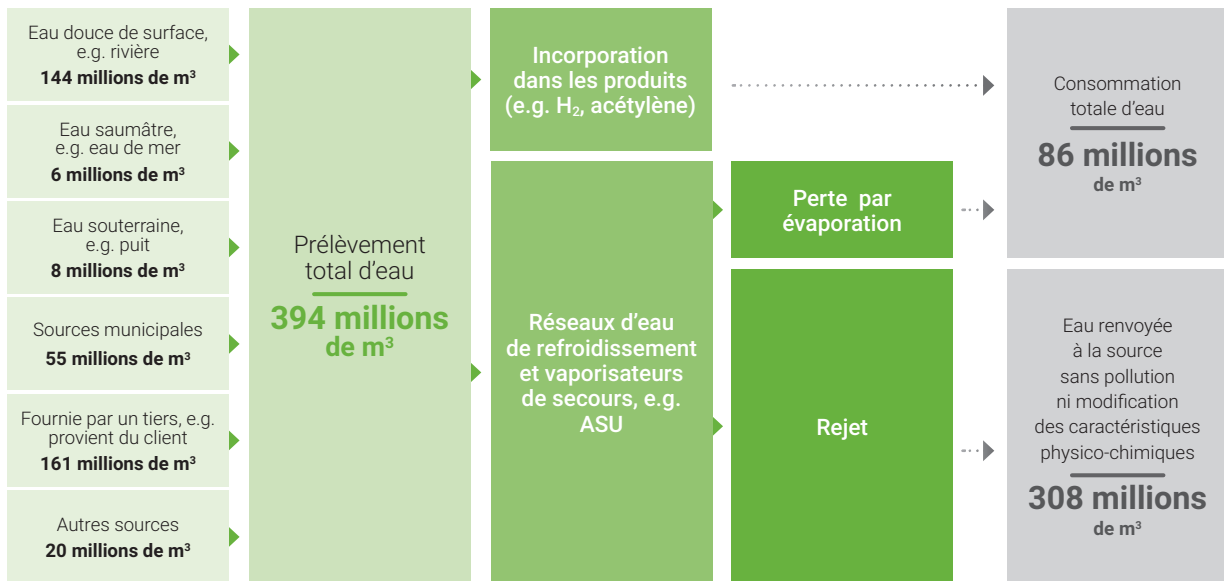 Eau douce de surface,
e.g. rivière
144 millions de m³
Eau saumâtre,
e.g. eau de mer
6 millions de m³
Eau souterraine,
e.g. puit
8 millions de m³
Sources municipales
55 millions de m³
Fournie par un tiers, e.g.
provient du client
161 millions de m³
Autres sources
20 millions de m³
Prélèvement
total d'eau
394 millions
de m³
Incorporation
dans les produits
(e.g. H₂, acétylène)
Réseaux d'eau
de refroidissement
et vaporisateurs
de secours, e.g.
ASU
Perte par
évaporation
Rejet
Consommation
totale d'eau
86 millions
de m³
Eau renvoyée
à la source
sans pollution
ni modification
des caractéristiques
physico-chimiques
308 millions
de m³